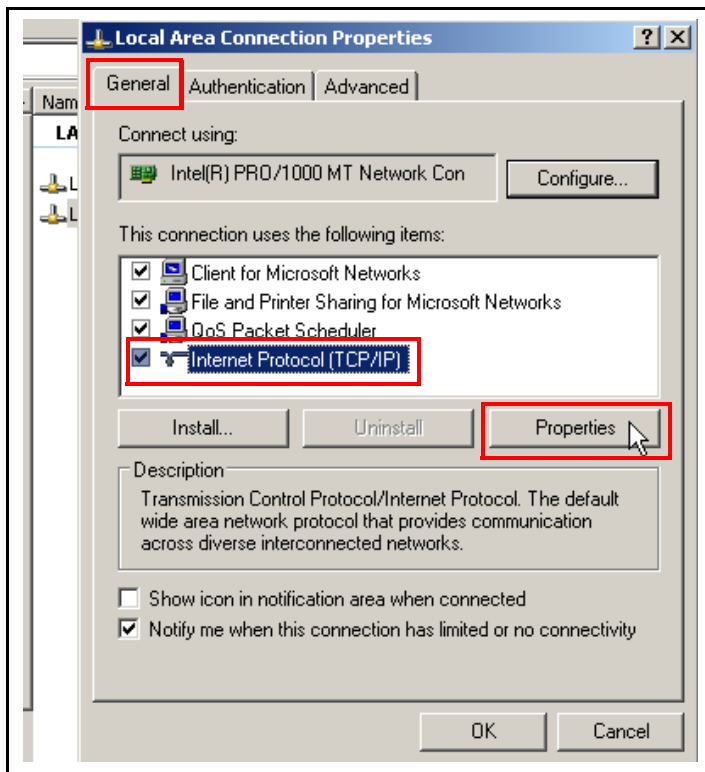 Local Area Connection Properties
General
Authentication
Advanced
Nam
LA
L
L
Connect using:
Intel(R) PRO/1000 MT Network Con
Configure...
This connection uses the following items:
Client for Microsoft Networks
File and Printer Sharing for Microsoft Networks
QoS Packet Scheduler
Internet Protocol (TCP/IP)
Install...
Uninstall
Properties
Description
Transmission Control Protocol/Internet Protocol. The default
wide area network protocol that provides communication
across diverse interconnected networks.
Show icon in notification area when connected
Notify me when this connection has limited or no connectivity
OK
Cancel